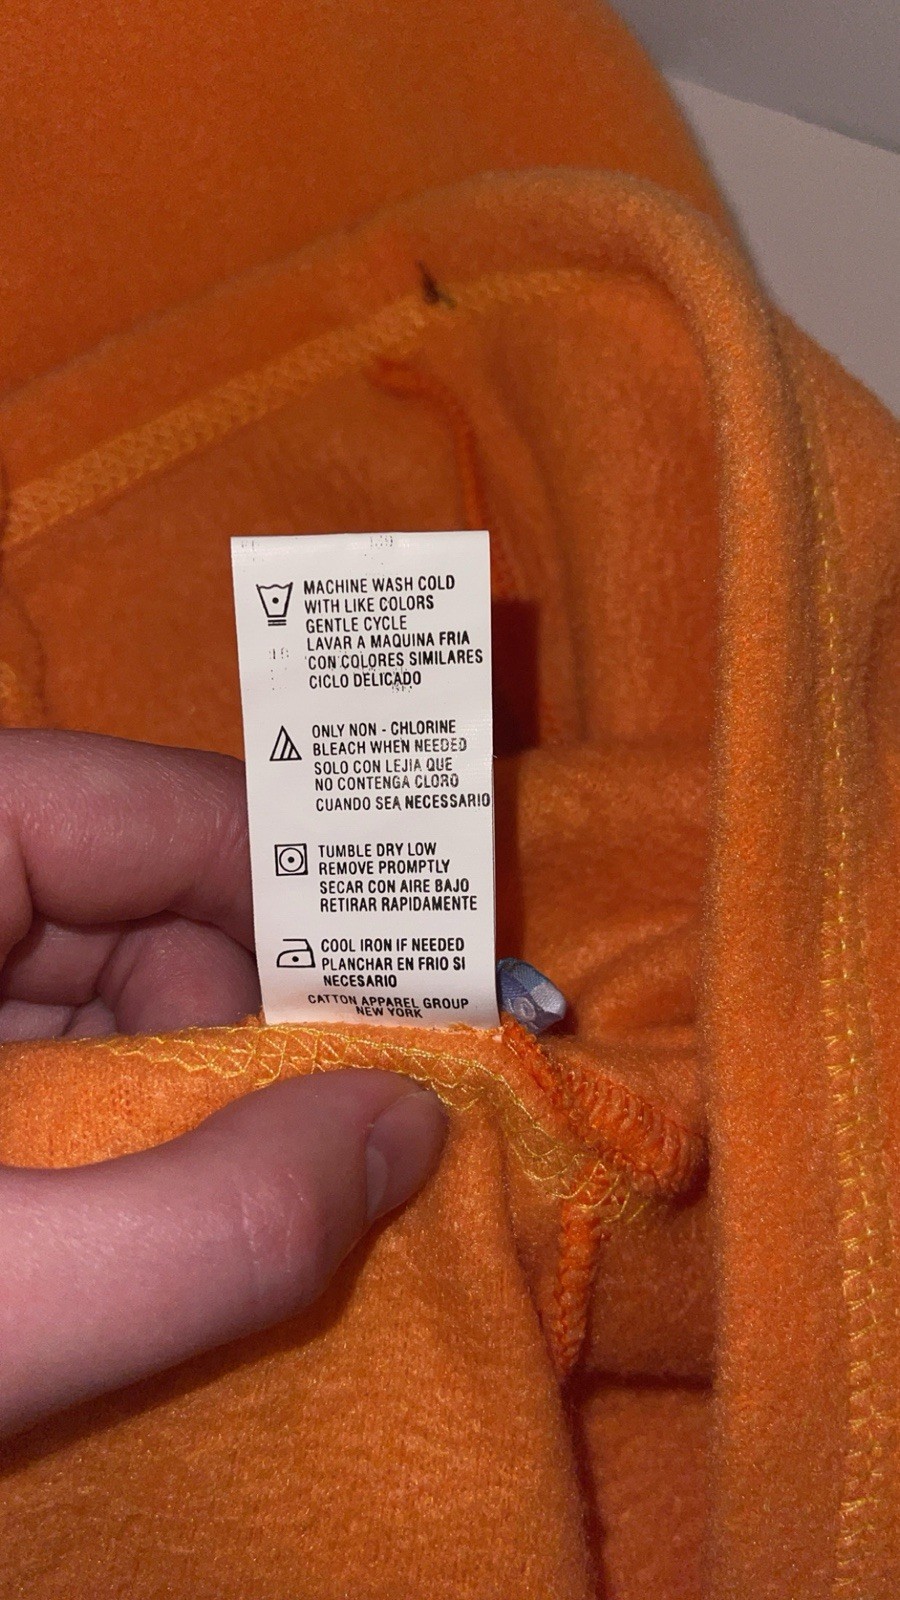 MACHINE WASH COLD
WITH LIKE COLORS
GENTLE CYCLE
LAVAR A MAQUINA FRIA
CON COLORES SIMILARES
CICLO DELICADO
ONLY NON - CHLORINE
BLEACH WHEN NEEDED
SOLO CON LEJIA QUE
NO CONTENGA CLORO
CUANDO SEA NECESSARIO
TUMBLE DRY LOW
REMOVE PROMPTLY
SECAR CON AIRE BAJO
RETIRAR RAPIDAMENTE
COOL IRON IF NEEDED
PLANCHAR EN FRIO SI
NECESARIO
CATTON APPAREL GROUP
NEW YORK